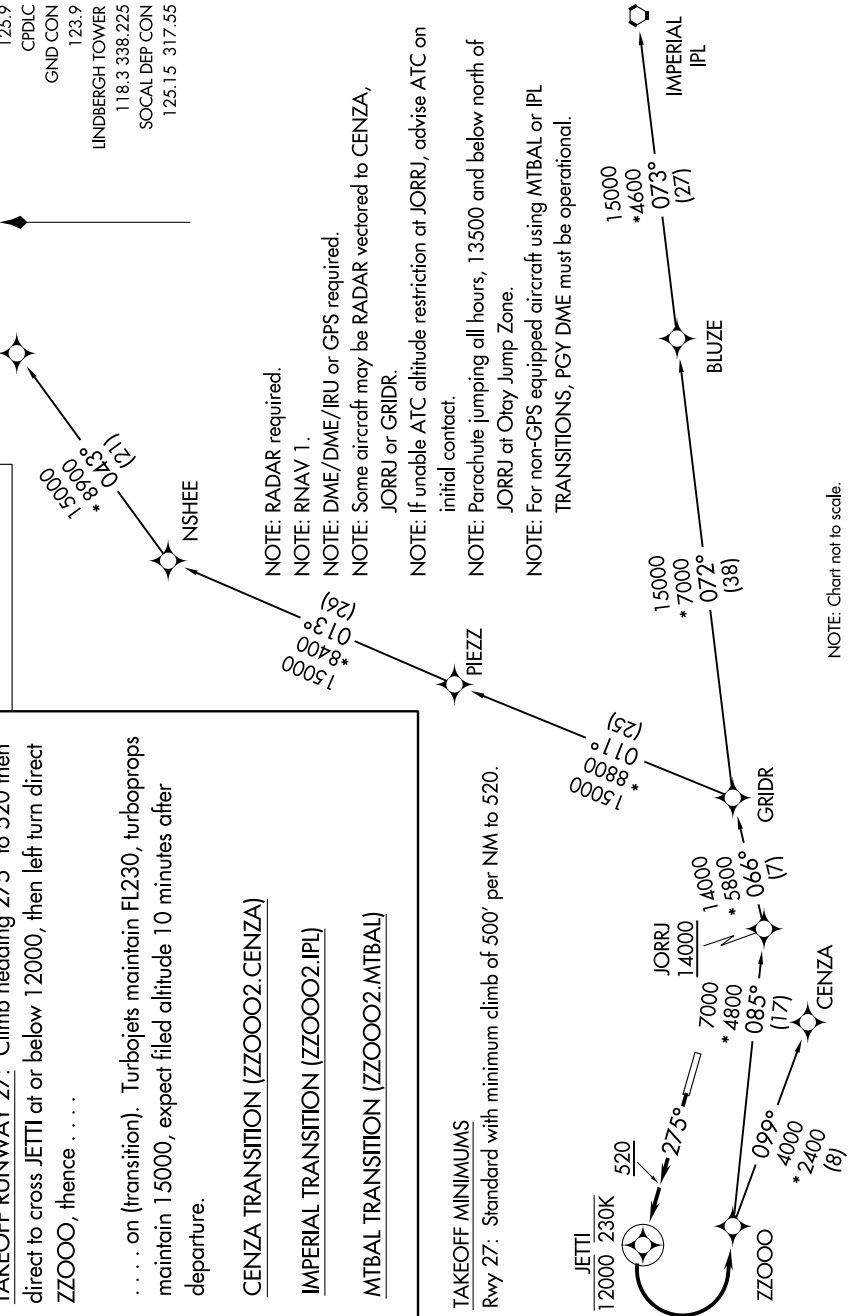 125.9
CPDLC
GND CON
123.9
LINDBERGH TOWER
118.3 338.225
SOCAL DEP CON
125.15 317.55
TAKEOFF RUNWAY 27: Climb heading 275° to 520 then
direct to cross JETTI at or below 12000, then left turn direct
ZZOOO, thence . . . .
. . . . on (transition). Turbojets maintain FL230, turboprops
maintain 15000, expect filed altitude 10 minutes after
departure.
CENZA TRANSITION (ZZOOO2.CENZA)
IMPERIAL TRANSITION (ZZOOO2.IPL)
MTBAL TRANSITION (ZZOOO2.MTBAL)
TAKEOFF MINIMUMS
Rwy 27: Standard with minimum climb of 500' per NM to 520.
NOTE: RADAR required.
NOTE: RNAV 1.
NOTE: DME/DME/IRU or GPS required.
NOTE: Some aircraft may be RADAR vectored to CENZA,
JORRJ or GRIDR.
NOTE: If unable ATC altitude restriction at JORRJ, advise ATC on
initial contact.
NOTE: Parachute jumping all hours, 13500 and below north of
JORRJ at Otay Jump Zone.
NOTE: For non-GPS equipped aircraft using MTBAL or IPL
TRANSITIONS, PGY DME must be operational.
15000
* 8900
043°
(21)
NSHEE
15000
*8400
013°
(26)
PIEZZ
15000
* 8800
011°
(25)
GRIDR
15000
* 7000
072°
(38)
BLUZE
15000
*4600
073°
(27)
IMPERIAL
IPL
JETTI
12000 230K
520
275°
ZZOOO
099°
4000
* 2400
(8)
CENZA
7000
* 4800
085°
(17)
JORRJ
14000
14000
* 5800
066°
(7)
NOTE: Chart not to scale.